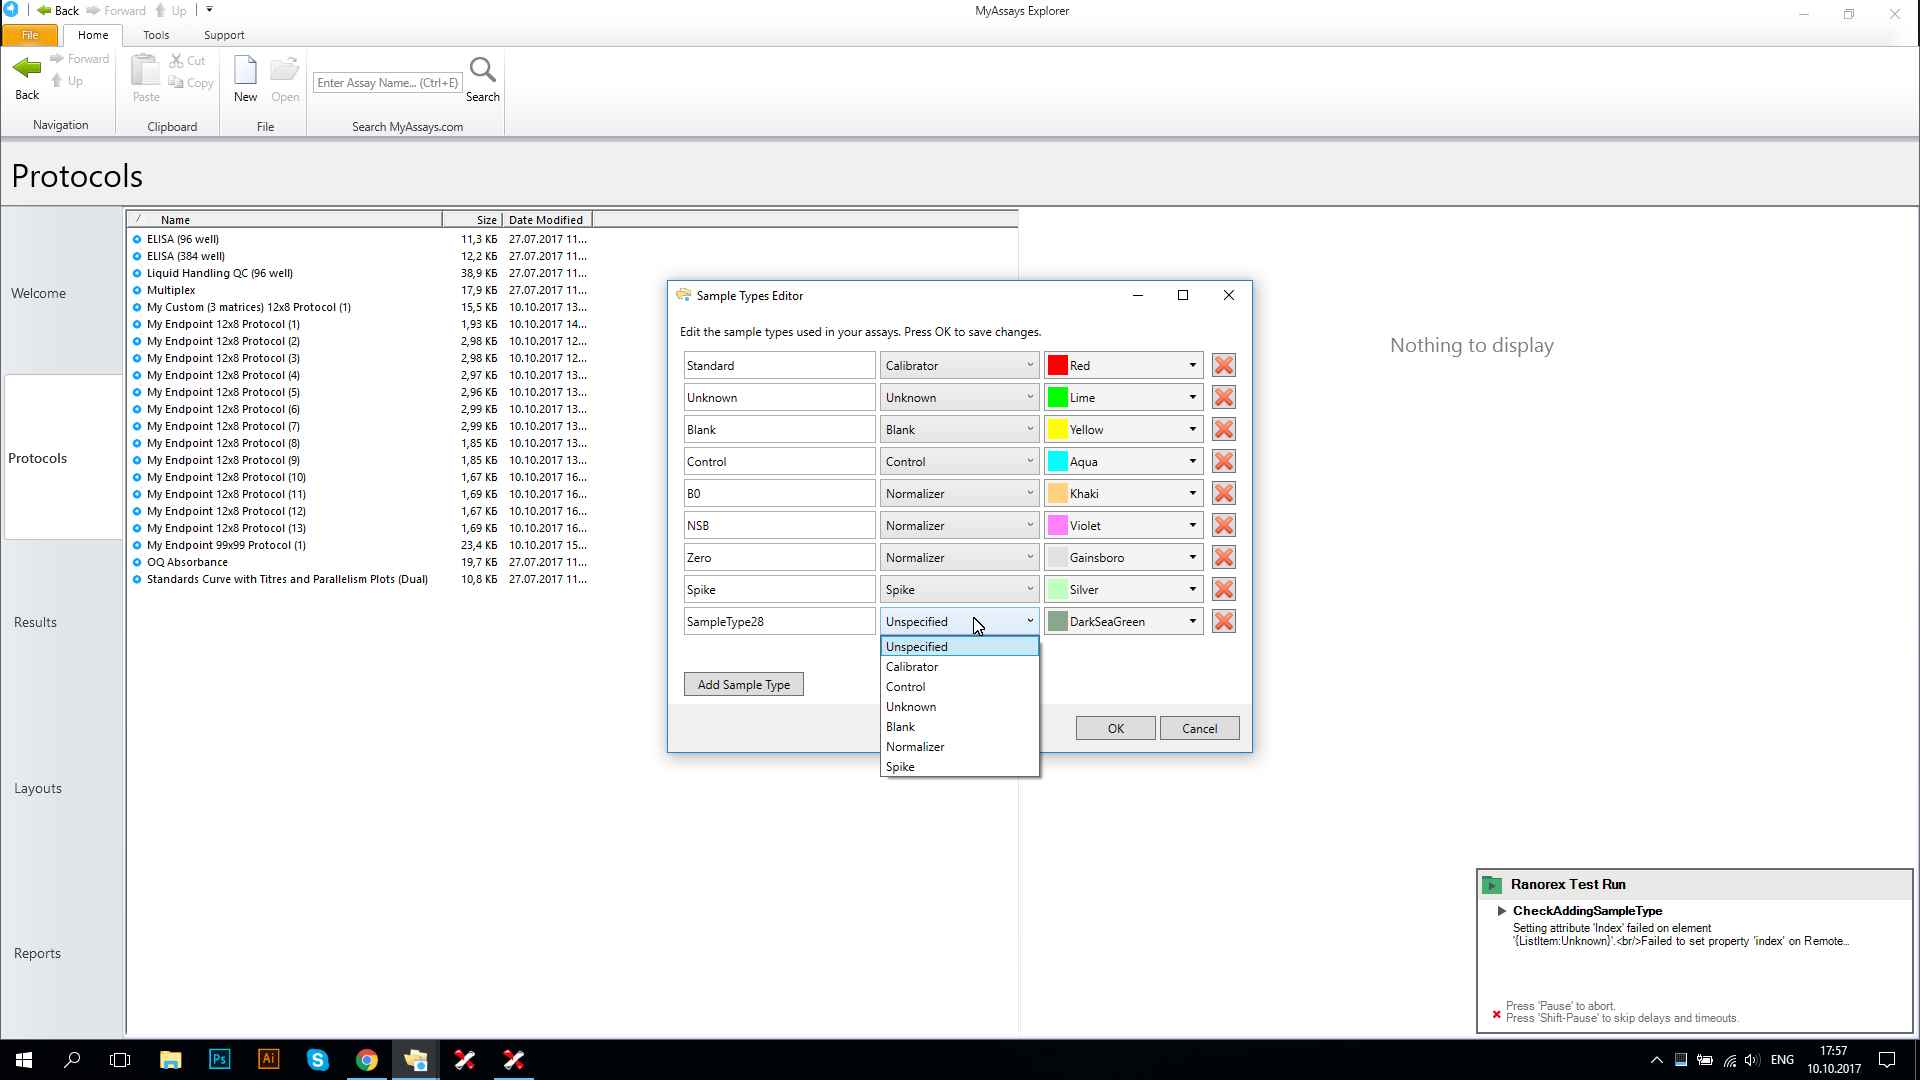 Back Forward Up
MyAssays Explorer
File Home Tools Support
Back
Forward
Up
Navigation
Paste
Cut
Copy
Clipboard
New
Open
File
Enter Assay Name... (Ctrl+E)
Search
Search MyAssays.com
Protocols
Welcome
Protocols
Results
Layouts
Reports
Name Size Date Modified
ELISA (96 well) 11,3 КБ 27.07.2017 11...
ELISA (384 well) 12,2 КБ 27.07.2017 11...
Liquid Handling QC (96 well) 38,9 КБ 27.07.2017 11...
Multiplex 17,9 КБ 27.07.2017 11...
My Custom (3 matrices) 12x8 Protocol (1) 15,5 КБ 10.10.2017 13...
My Endpoint 12x8 Protocol (1) 1,93 КБ 10.10.2017 14...
My Endpoint 12x8 Protocol (2) 2,98 КБ 10.10.2017 12...
My Endpoint 12x8 Protocol (3) 2,98 КБ 10.10.2017 12...
My Endpoint 12x8 Protocol (4) 2,97 КБ 10.10.2017 13...
My Endpoint 12x8 Protocol (5) 2,96 КБ 10.10.2017 13...
My Endpoint 12x8 Protocol (6) 2,99 КБ 10.10.2017 13...
My Endpoint 12x8 Protocol (7) 2,99 КБ 10.10.2017 13...
My Endpoint 12x8 Protocol (8) 1,85 КБ 10.10.2017 13...
My Endpoint 12x8 Protocol (9) 1,85 КБ 10.10.2017 13...
My Endpoint 12x8 Protocol (10) 1,67 КБ 10.10.2017 16...
My Endpoint 12x8 Protocol (11) 1,69 КБ 10.10.2017 16...
My Endpoint 12x8 Protocol (12) 1,67 КБ 10.10.2017 16...
My Endpoint 12x8 Protocol (13) 1,69 КБ 10.10.2017 16...
My Endpoint 99x99 Protocol (1) 23,4 КБ 10.10.2017 15...
OQ Absorbance 19,7 КБ 27.07.2017 11...
Standards Curve with Titres and Parallelism Plots (Dual) 10,8 КБ 27.07.2017 11...
Nothing to display
Sample Types Editor
Edit the sample types used in your assays. Press OK to save changes.
Standard Calibrator Red
Unknown Unknown Lime
Blank Blank Yellow
Control Control Aqua
B0 Normalizer Khaki
NSB Normalizer Violet
Zero Normalizer Gainsboro
Spike Spike Silver
SampleType28 Unspecified DarkSeaGreen
Unspecified
Calibrator
Control
Unknown
Blank
Normalizer
Spike
Add Sample Type
OK Cancel
Ranorex Test Run
CheckAddingSampleType
Setting attribute 'Index' failed on element
'{ListItem:Unknown}'.<br/>Failed to set property 'index' on Remote...
Press 'Pause' to abort.
Press 'Shift-Pause' to skip delays and timeouts.
Ps Ai
ENG
17:57
10.10.2017